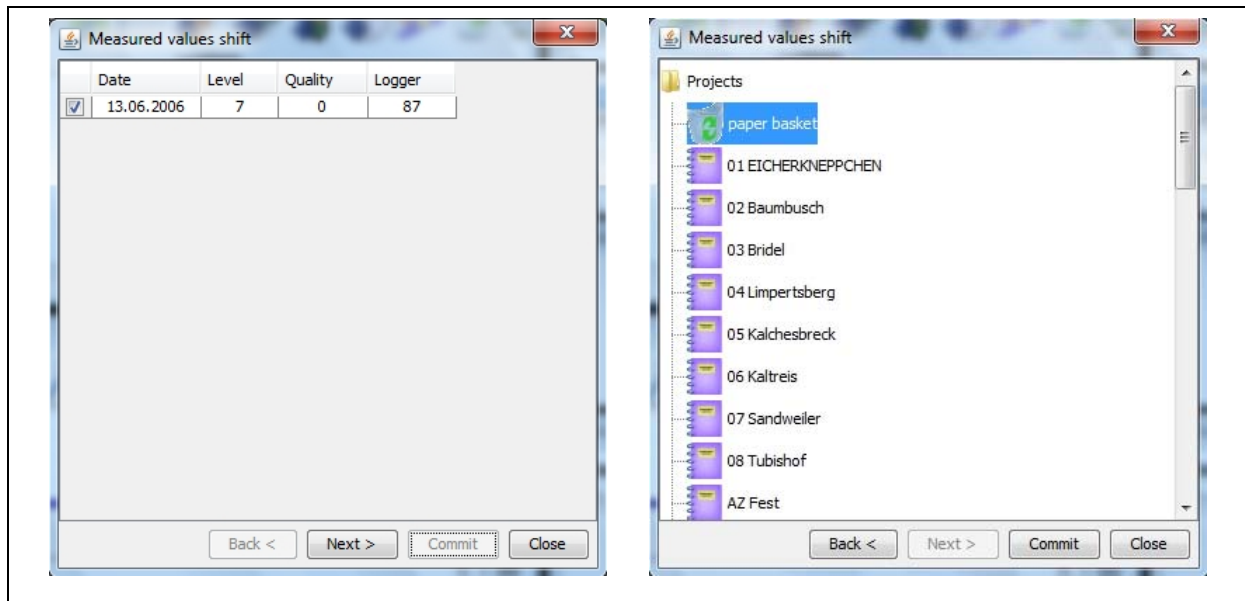 Measured values shift
Date Level Quality Logger
13.06.2006 7 0 87
Back < Next > Commit Close
Measured values shift
Projects
paper basket
01 EICHERKNEPPCHEN
02 Baumbusch
03 Bridel
04 Limpertsberg
05 Kalchesbreck
06 Kaltreis
07 Sandweiler
08 Tubishof
AZ Fest
Back < Next > Commit Close